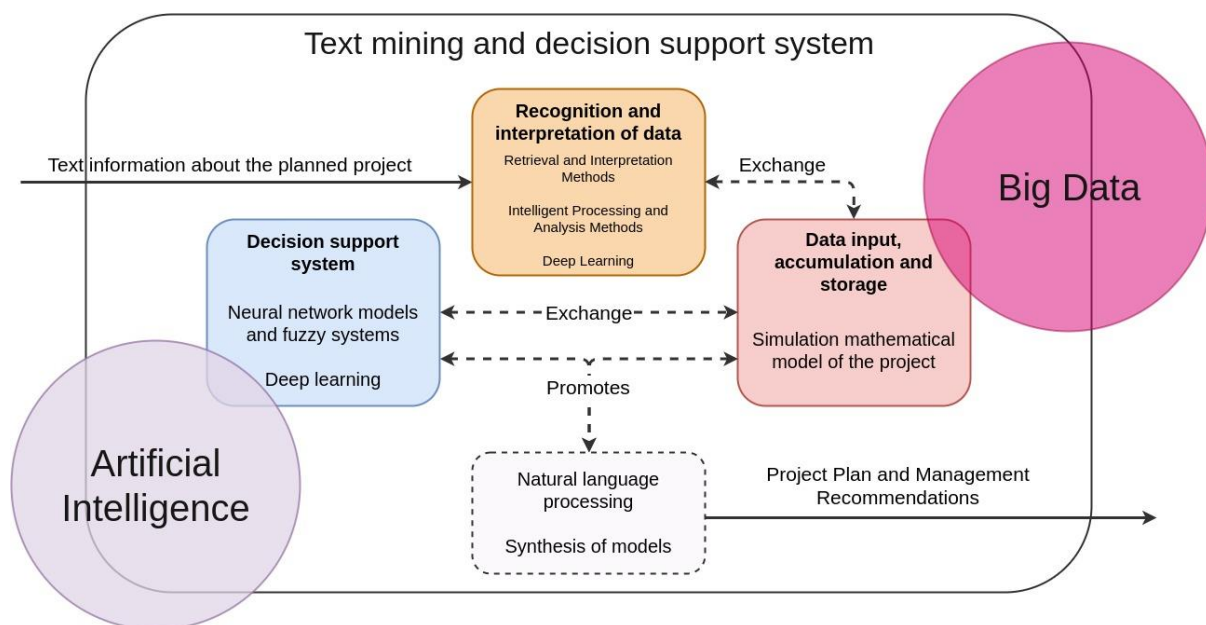 Text mining and decision support system
Recognition and
interpretation of data
Retrieval and Interpretation
Methods
Intelligent Processing and
Analysis Methods
Deep Learning
Text information about the planned project
Exchange
Big Data
Decision support
system
Neural network models
and fuzzy systems
Deep learning
Exchange
Data input,
accumulation and
storage
Simulation mathematical
model of the project
Promotes
Artificial
Intelligence
Natural language
processing
Synthesis of models
Project Plan and Management
Recommendations